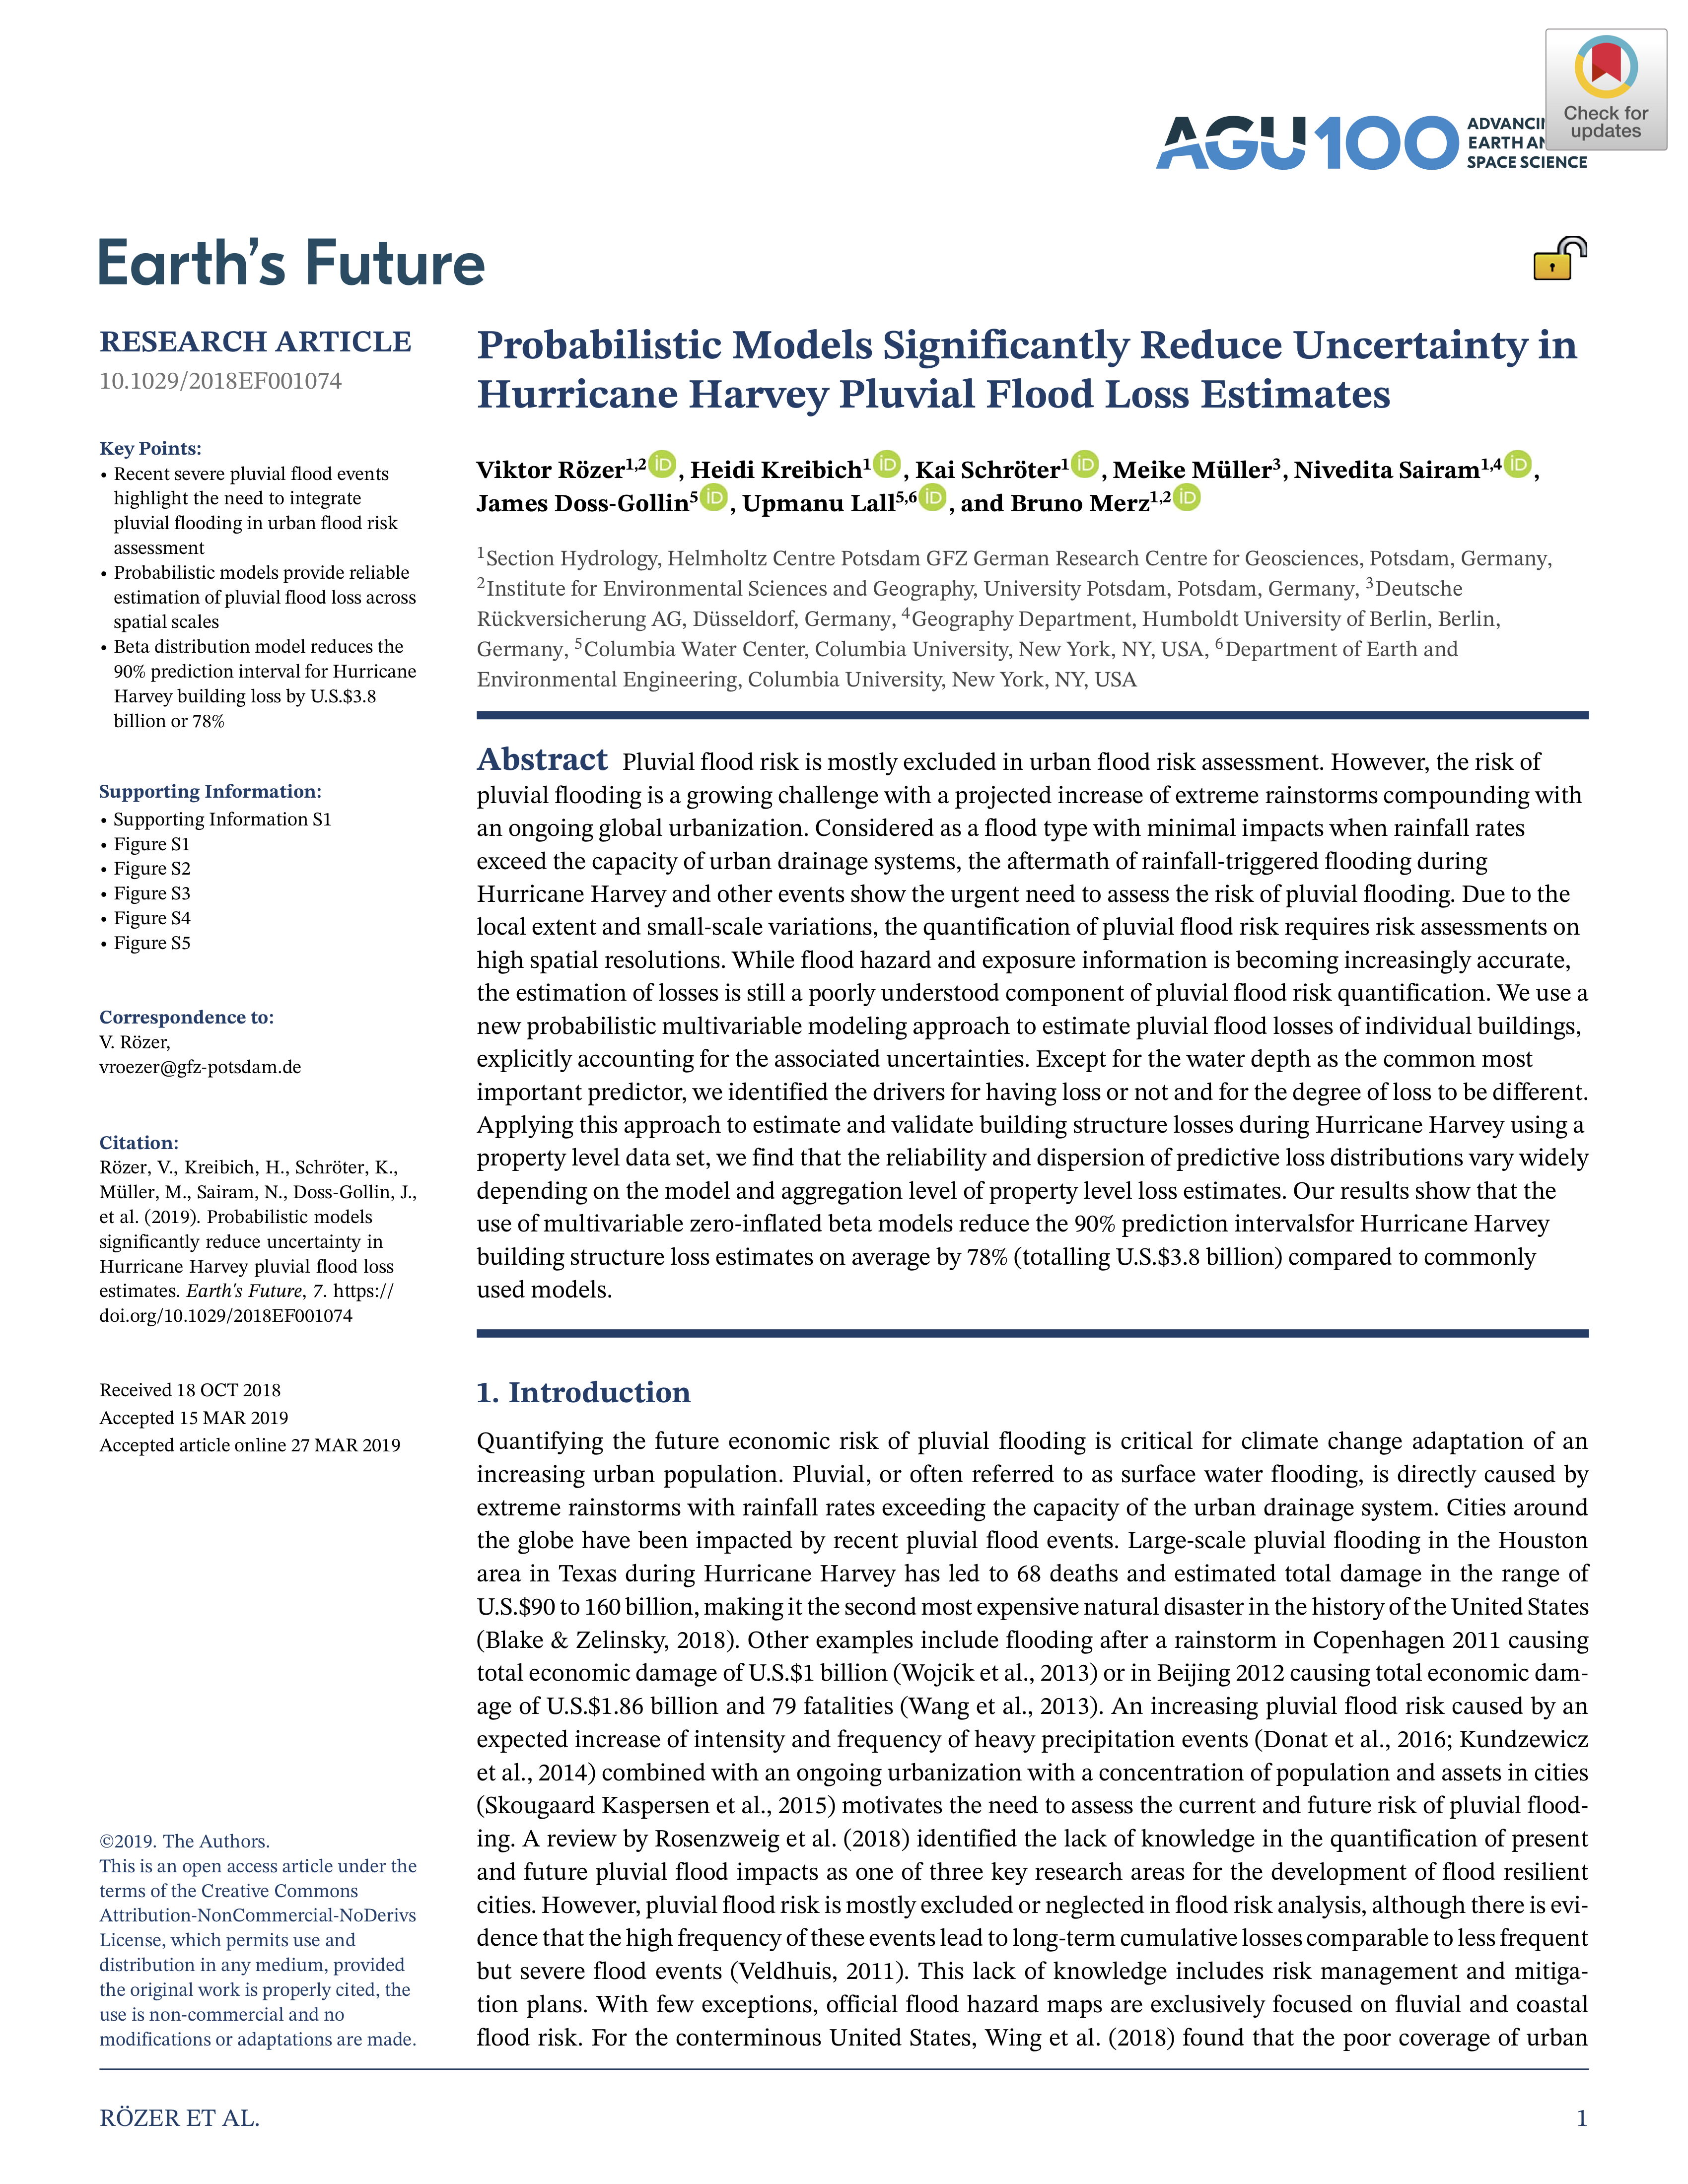 Check for
updates
AGU100
ADVANCI
EARTH AN
SPACE SCIENCE
Earth's Future
RESEARCH ARTICLE
10.1029/2018EF001074
Key Points:
• Recent severe pluvial flood events
highlight the need to integrate
pluvial flooding in urban flood risk
assessment
• Probabilistic models provide reliable
estimation of pluvial flood loss across
spatial scales
• Beta distribution model reduces the
90% prediction interval for Hurricane
Harvey building loss by U.S.$3.8
billion or 78%
Supporting Information:
• Supporting Information S1
• Figure S1
• Figure S2
• Figure S3
• Figure S4
• Figure S5
Correspondence to:
V. Rözer,
vroezer@gfz-potsdam.de
Citation:
Rözer, V., Kreibich, H., Schröter, K.,
Müller, M., Sairam, N., Doss-Gollin, J.,
et al. (2019). Probabilistic models
significantly reduce uncertainty in
Hurricane Harvey pluvial flood loss
estimates. Earth's Future, 7. https://
doi.org/10.1029/2018EF001074
Received 18 OCT 2018
Accepted 15 MAR 2019
Accepted article online 27 MAR 2019
©2019. The Authors.
This is an open access article under the
terms of the Creative Commons
Attribution-NonCommercial-NoDerivs
License, which permits use and
distribution in any medium, provided
the original work is properly cited, the
use is non-commercial and no
modifications or adaptations are made.
Probabilistic Models Significantly Reduce Uncertainty in
Hurricane Harvey Pluvial Flood Loss Estimates
Viktor Rözer1,2 iD, Heidi Kreibich1 iD, Kai Schröter1 iD, Meike Müller3, Nivedita Sairam1,4 iD,
James Doss-Gollin5 iD, Upmanu Lall5,6 iD, and Bruno Merz1,2 iD
1Section Hydrology, Helmholtz Centre Potsdam GFZ German Research Centre for Geosciences, Potsdam, Germany,
2Institute for Environmental Sciences and Geography, University Potsdam, Potsdam, Germany, 3Deutsche
Rückversicherung AG, Düsseldorf, Germany, 4Geography Department, Humboldt University of Berlin, Berlin,
Germany, 5Columbia Water Center, Columbia University, New York, NY, USA, 6Department of Earth and
Environmental Engineering, Columbia University, New York, NY, USA
Abstract Pluvial flood risk is mostly excluded in urban flood risk assessment. However, the risk of
pluvial flooding is a growing challenge with a projected increase of extreme rainstorms compounding with
an ongoing global urbanization. Considered as a flood type with minimal impacts when rainfall rates
exceed the capacity of urban drainage systems, the aftermath of rainfall-triggered flooding during
Hurricane Harvey and other events show the urgent need to assess the risk of pluvial flooding. Due to the
local extent and small-scale variations, the quantification of pluvial flood risk requires risk assessments on
high spatial resolutions. While flood hazard and exposure information is becoming increasingly accurate,
the estimation of losses is still a poorly understood component of pluvial flood risk quantification. We use a
new probabilistic multivariable modeling approach to estimate pluvial flood losses of individual buildings,
explicitly accounting for the associated uncertainties. Except for the water depth as the common most
important predictor, we identified the drivers for having loss or not and for the degree of loss to be different.
Applying this approach to estimate and validate building structure losses during Hurricane Harvey using a
property level data set, we find that the reliability and dispersion of predictive loss distributions vary widely
depending on the model and aggregation level of property level loss estimates. Our results show that the
use of multivariable zero-inflated beta models reduce the 90% prediction intervalsfor Hurricane Harvey
building structure loss estimates on average by 78% (totalling U.S.$3.8 billion) compared to commonly
used models.
1. Introduction
Quantifying the future economic risk of pluvial flooding is critical for climate change adaptation of an
increasing urban population. Pluvial, or often referred to as surface water flooding, is directly caused by
extreme rainstorms with rainfall rates exceeding the capacity of the urban drainage system. Cities around
the globe have been impacted by recent pluvial flood events. Large-scale pluvial flooding in the Houston
area in Texas during Hurricane Harvey has led to 68 deaths and estimated total damage in the range of
U.S.$90 to 160 billion, making it the second most expensive natural disaster in the history of the United States
(Blake & Zelinsky, 2018). Other examples include flooding after a rainstorm in Copenhagen 2011 causing
total economic damage of U.S.$1 billion (Wojcik et al., 2013) or in Beijing 2012 causing total economic dam-
age of U.S.$1.86 billion and 79 fatalities (Wang et al., 2013). An increasing pluvial flood risk caused by an
expected increase of intensity and frequency of heavy precipitation events (Donat et al., 2016; Kundzewicz
et al., 2014) combined with an ongoing urbanization with a concentration of population and assets in cities
(Skougaard Kaspersen et al., 2015) motivates the need to assess the current and future risk of pluvial flood-
ing. A review by Rosenzweig et al. (2018) identified the lack of knowledge in the quantification of present
and future pluvial flood impacts as one of three key research areas for the development of flood resilient
cities. However, pluvial flood risk is mostly excluded or neglected in flood risk analysis, although there is evi-
dence that the high frequency of these events lead to long-term cumulative losses comparable to less frequent
but severe flood events (Veldhuis, 2011). This lack of knowledge includes risk management and mitiga-
tion plans. With few exceptions, official flood hazard maps are exclusively focused on fluvial and coastal
flood risk. For the conterminous United States, Wing et al. (2018) found that the poor coverage of urban
RÖZER ET AL.
1